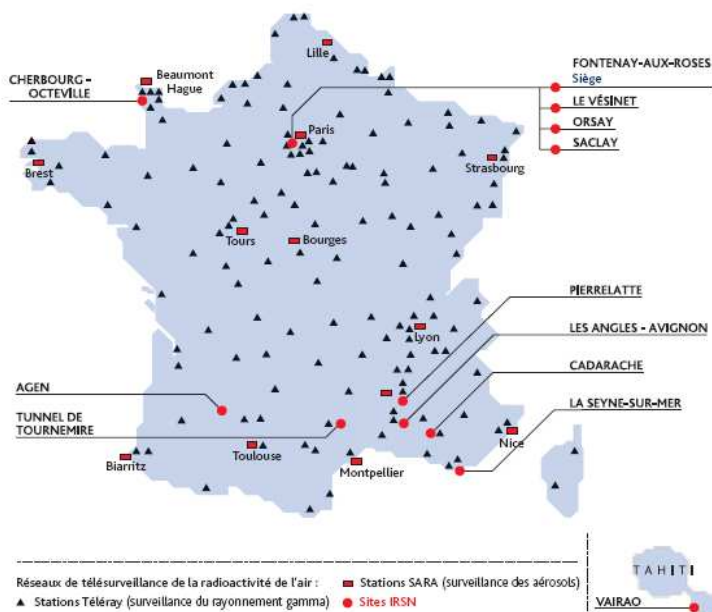 Lille
FONTENAY-AUX-ROSES
Siège
CHERBOURG -
OCTEVILLE
Beaumont
Hague
LE VÉSINET
Paris
ORSAY
SACLAY
Brest
Strasbourg
Tours
Bourges
PIERRELATTE
Lyon
LES ANGLES - AVIGNON
CADARACHE
AGEN
LA SEYNE-SUR-MER
TUNNEL DE
TOURNEMIRE
Nice
Biarritz
Toulouse
Montpellier
Réseaux de télésurveillance de la radioactivité de l'air :
Stations SARA (surveillance des aérosols)
Stations Téléray (surveillance du rayonnement gamma)
Sites IRSN
TAHITI
VAIRAO